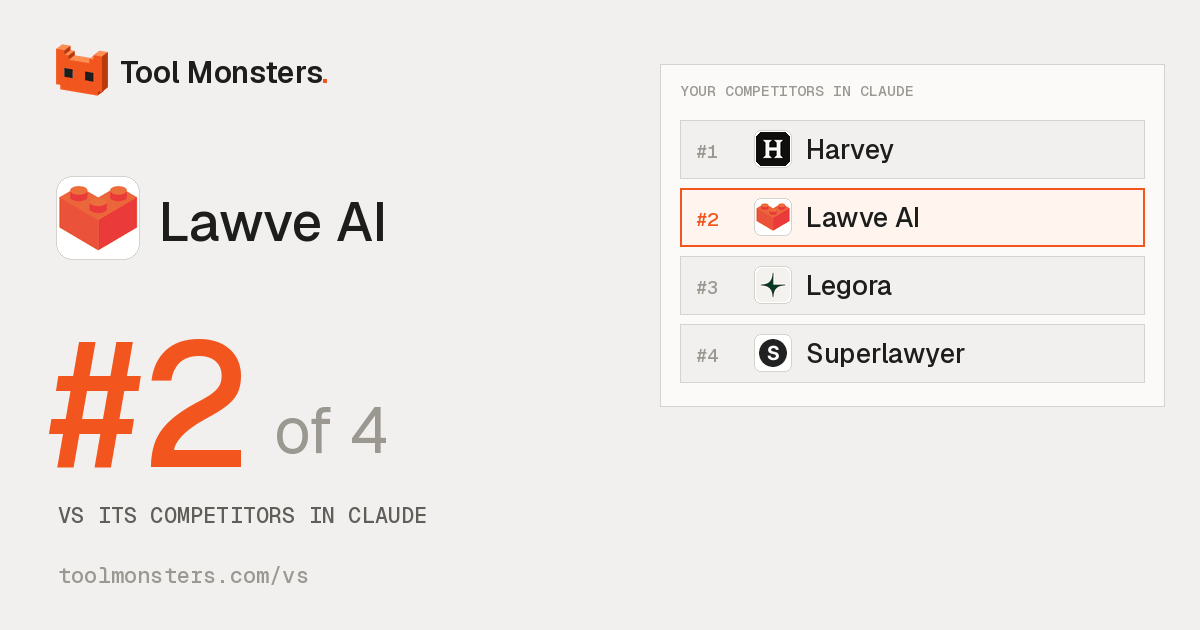 Tool Monsters.
Lawve AI
#2 of 4
VS ITS COMPETITORS IN CLAUDE
toolmonsters.com/vs
YOUR COMPETITORS IN CLAUDE
#1 H Harvey
#2 Lawve AI
#3 Legora
#4 S Superlawyer